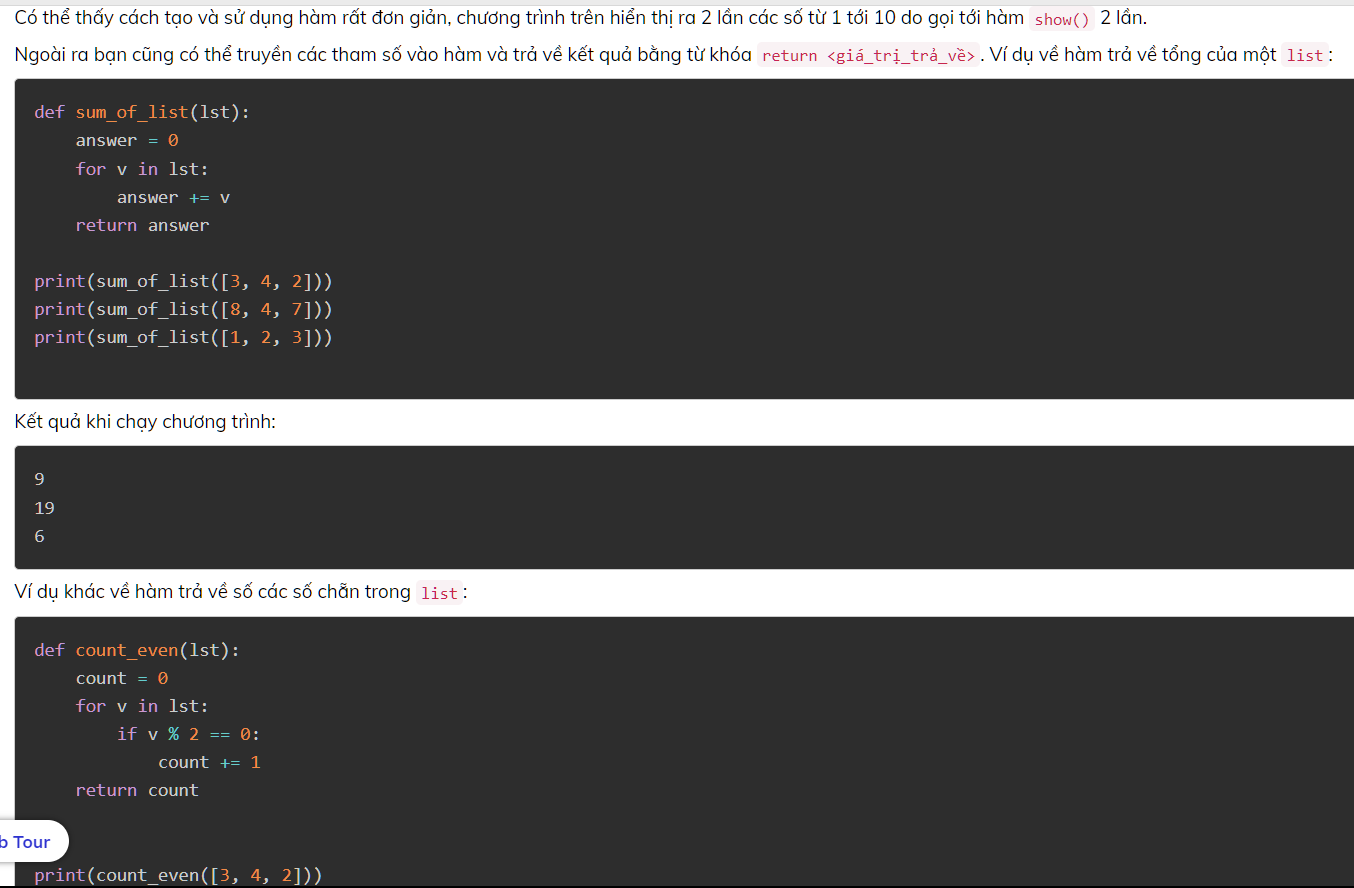 Có thể thấy cách tạo và sử dụng hàm rất đơn giản, chương trình trên hiển thị ra 2 lần các số từ 1 tới 10 do gọi tới hàm show() 2 lần.
Ngoài ra bạn cũng có thể truyền các tham số vào hàm và trả về kết quả bằng từ khóa return <giá_trị_trả_về>. Ví dụ về hàm trả về tổng của một list:
def sum_of_list(lst):
    answer = 0
    for v in lst:
        answer += v
    return answer
print(sum_of_list([3, 4, 2]))
print(sum_of_list([8, 4, 7]))
print(sum_of_list([1, 2, 3]))
Kết quả khi chạy chương trình:
9
19
6
Ví dụ khác về hàm trả về số các số chẵn trong list:
def count_even(lst):
    count = 0
    for v in lst:
        if v % 2 == 0:
            count += 1
    return count
b Tour
print(count_even([3, 4, 2]))